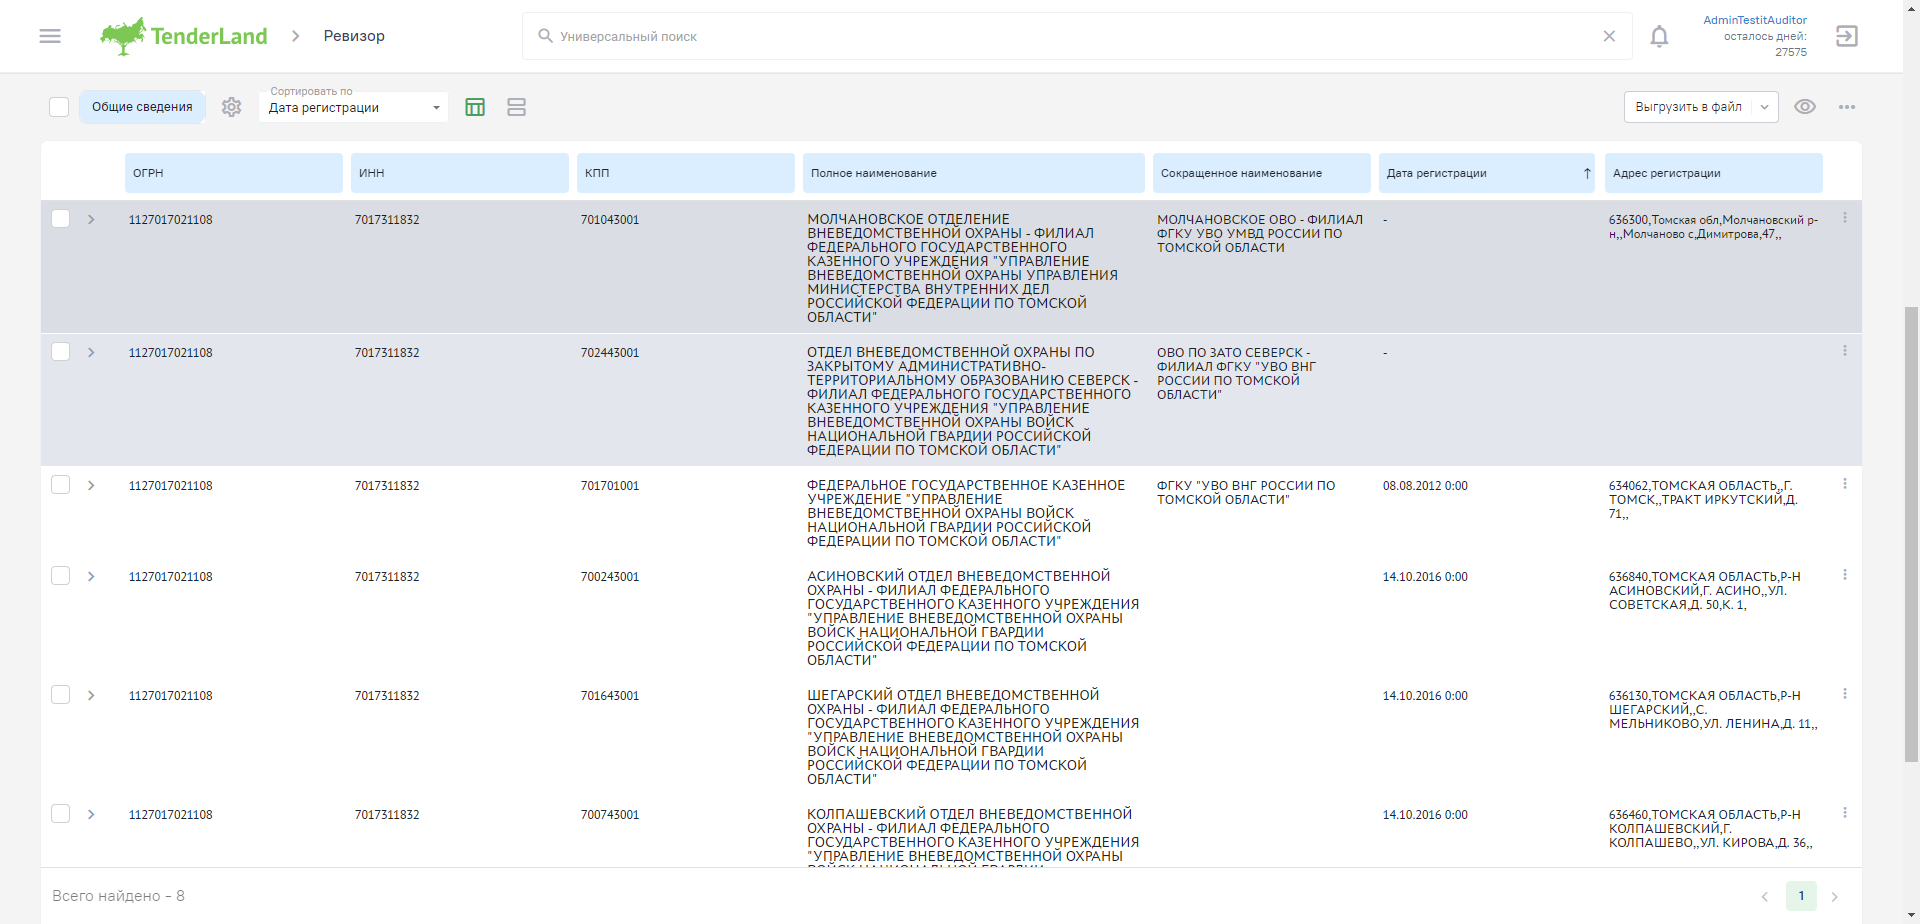 TenderLand
Ревизор
Универсальный поиск
AdminTestitAuditor
осталось дней:
27575
Общие сведения
Сортировать по
Дата регистрации
Выгрузить в файл
ОГРН
ИНН
КПП
Полное наименование
Сокращенное наименование
Дата регистрации
Адрес регистрации
1127017021108
7017311832
701043001
МОЛЧАНОВСКОЕ ОТДЕЛЕНИЕ
ВНЕВЕДОМСТВЕННОЙ ОХРАНЫ - ФИЛИАЛ
ФЕДЕРАЛЬНОГО ГОСУДАРСТВЕННОГО
КАЗЕННОГО УЧРЕЖДЕНИЯ "УПРАВЛЕНИЕ
ВНЕВЕДОМСТВЕННОЙ ОХРАНЫ УПРАВЛЕНИЯ
МИНИСТЕРСТВА ВНУТРЕННИХ ДЕЛ
РОССИЙСКОЙ ФЕДЕРАЦИИ ПО ТОМСКОЙ
ОБЛАСТИ"
МОЛЧАНОВСКОЕ ОВО - ФИЛИАЛ
ФГКУ УВО УМВД РОССИИ ПО
ТОМСКОЙ ОБЛАСТИ
-
636300,Томская обл,Молчановский р-
н,,Молчаново с,Димитрова,47,,
1127017021108
7017311832
702443001
ОТДЕЛ ВНЕВЕДОМСТВЕННОЙ ОХРАНЫ ПО
ЗАКРЫТОМУ АДМИНИСТРАТИВНО-
ТЕРРИТОРИАЛЬНОМУ ОБРАЗОВАНИЮ СЕВЕРСК -
ФИЛИАЛ ФЕДЕРАЛЬНОГО ГОСУДАРСТВЕННОГО
КАЗЕННОГО УЧРЕЖДЕНИЯ "УПРАВЛЕНИЕ
ВНЕВЕДОМСТВЕННОЙ ОХРАНЫ ВОЙСК
НАЦИОНАЛЬНОЙ ГВАРДИИ РОССИЙСКОЙ
ФЕДЕРАЦИИ ПО ТОМСКОЙ ОБЛАСТИ"
ОВО ПО ЗАТО СЕВЕРСК -
ФИЛИАЛ ФГКУ "УВО ВНГ
РОССИИ ПО ТОМСКОЙ
ОБЛАСТИ"
-
1127017021108
7017311832
701701001
ФЕДЕРАЛЬНОЕ ГОСУДАРСТВЕННОЕ КАЗЕННОЕ
УЧРЕЖДЕНИЕ "УПРАВЛЕНИЕ
ВНЕВЕДОМСТВЕННОЙ ОХРАНЫ ВОЙСК
НАЦИОНАЛЬНОЙ ГВАРДИИ РОССИЙСКОЙ
ФЕДЕРАЦИИ ПО ТОМСКОЙ ОБЛАСТИ"
ФГКУ "УВО ВНГ РОССИИ ПО
ТОМСКОЙ ОБЛАСТИ"
08.08.2012 0:00
634062,ТОМСКАЯ ОБЛАСТЬ,,Г.
ТОМСК,,ТРАКТ ИРКУТСКИЙ,Д.
71,,
1127017021108
7017311832
700243001
АСИНОВСКИЙ ОТДЕЛ ВНЕВЕДОМСТВЕННОЙ
ОХРАНЫ - ФИЛИАЛ ФЕДЕРАЛЬНОГО
ГОСУДАРСТВЕННОГО КАЗЕННОГО УЧРЕЖДЕНИЯ
"УПРАВЛЕНИЕ ВНЕВЕДОМСТВЕННОЙ ОХРАНЫ
ВОЙСК НАЦИОНАЛЬНОЙ ГВАРДИИ
РОССИЙСКОЙ ФЕДЕРАЦИИ ПО ТОМСКОЙ
ОБЛАСТИ"
14.10.2016 0:00
636840,ТОМСКАЯ ОБЛАСТЬ,Р-Н
АСИНОВСКИЙ,Г. АСИНО,,УЛ.
СОВЕТСКАЯ,Д. 50,К. 1,
1127017021108
7017311832
701643001
ШЕГАРСКИЙ ОТДЕЛ ВНЕВЕДОМСТВЕННОЙ
ОХРАНЫ - ФИЛИАЛ ФЕДЕРАЛЬНОГО
ГОСУДАРСТВЕННОГО КАЗЕННОГО УЧРЕЖДЕНИЯ
"УПРАВЛЕНИЕ ВНЕВЕДОМСТВЕННОЙ ОХРАНЫ
ВОЙСК НАЦИОНАЛЬНОЙ ГВАРДИИ
РОССИЙСКОЙ ФЕДЕРАЦИИ ПО ТОМСКОЙ
ОБЛАСТИ"
14.10.2016 0:00
636130,ТОМСКАЯ ОБЛАСТЬ,Р-Н
ШЕГАРСКИЙ,,С.
МЕЛЬНИКОВО,УЛ. ЛЕНИНА,Д. 11,,
1127017021108
7017311832
700743001
КОЛПАШЕВСКИЙ ОТДЕЛ ВНЕВЕДОМСТВЕННОЙ
ОХРАНЫ - ФИЛИАЛ ФЕДЕРАЛЬНОГО
ГОСУДАРСТВЕННОГО КАЗЕННОГО УЧРЕЖДЕНИЯ
"УПРАВЛЕНИЕ ВНЕВЕДОМСТВЕННОЙ ОХРАНЫ
14.10.2016 0:00
636460,ТОМСКАЯ ОБЛАСТЬ,Р-Н
КОЛПАШЕВСКИЙ,Г.
КОЛПАШЕВО,,УЛ. КИРОВА,Д. 36,,
Всего найдено - 8
1